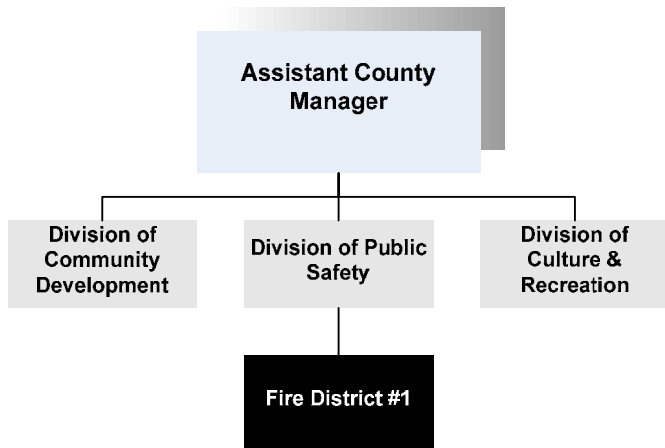 Assistant County
Manager
Division of
Community
Development
Division of Public
Safety
Division of
Culture &
Recreation
Fire District #1